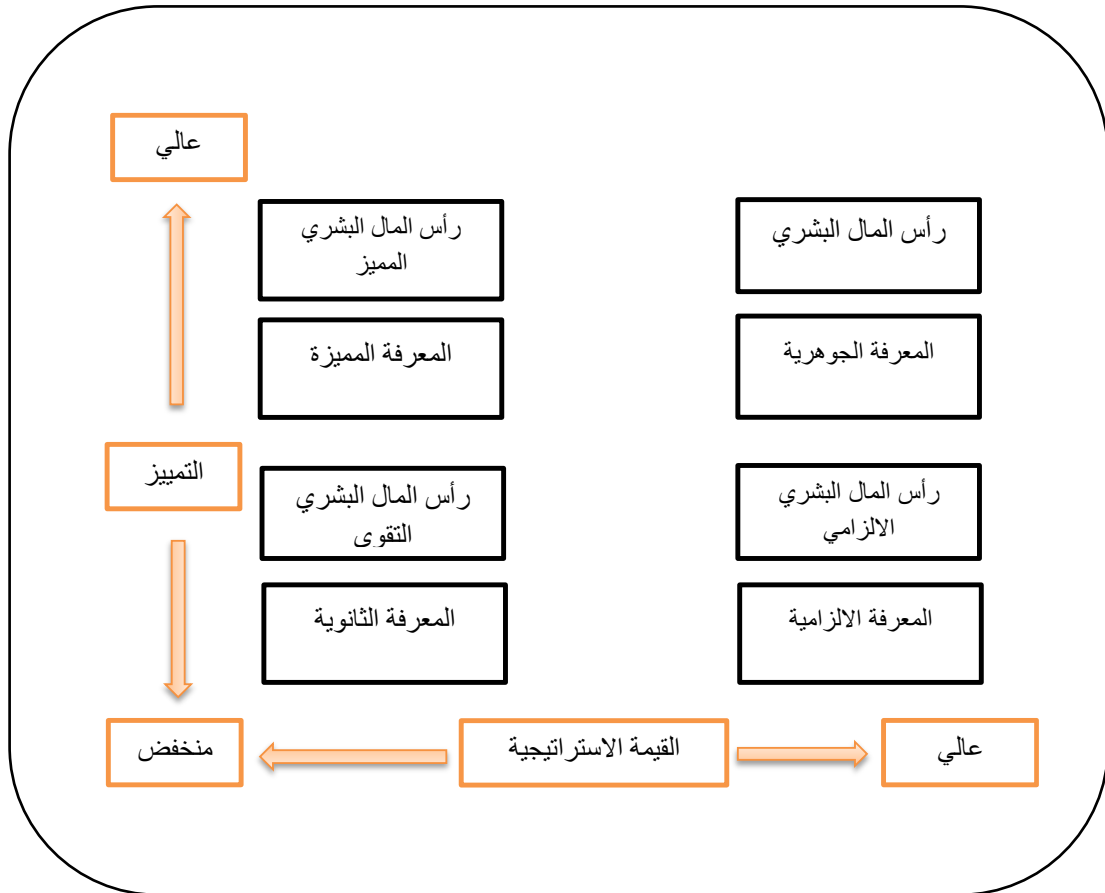 عالي
رأس المال البشري
رأس المال البشري
المميز
المعرفة الجوهرية
المعرفة المميزة
التمييز
رأس المال البشري
الالزامي
رأس المال البشري
التقوى
المعرفة الالزامية
المعرفة الثانوية
عالي
القيمة الاستراتيجية
منخفض